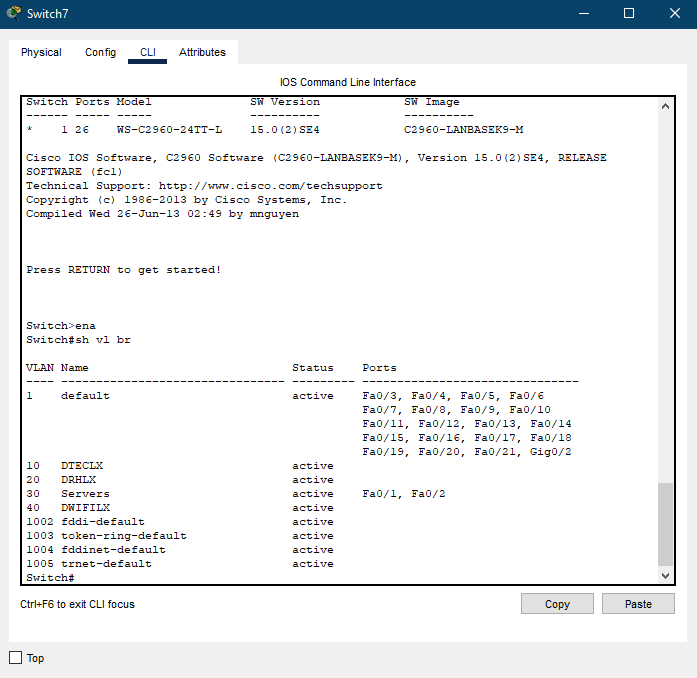 Switch7
Physical Config CLI Attributes
IOS Command Line Interface
Switch Ports Model SW Version SW Image
------ ----- ----- ---------- ----------
* 1 26 WS-C2960-24TT-L 15.0(2)SE4 C2960-LANBASEK9-M
Cisco IOS Software, C2960 Software (C2960-LANBASEK9-M), Version 15.0(2)SE4, RELEASE
SOFTWARE (fc1)
Technical Support: http://www.cisco.com/techsupport
Copyright (c) 1986-2013 by Cisco Systems, Inc.
Compiled Wed 26-Jun-13 02:49 by mnguyen
Press RETURN to get started!
Switch>ena
Switch#sh vl br
VLAN Name Status Ports
---- -------------------------------- --------- -------------------------------
1 default active Fa0/3, Fa0/4, Fa0/5, Fa0/6
Fa0/7, Fa0/8, Fa0/9, Fa0/10
Fa0/11, Fa0/12, Fa0/13, Fa0/14
Fa0/15, Fa0/16, Fa0/17, Fa0/18
Fa0/19, Fa0/20, Fa0/21, Gig0/2
10 DTECLX active
20 DRHLX active
30 Servers active Fa0/1, Fa0/2
40 DWIFILX active
1002 fddi-default active
1003 token-ring-default active
1004 fddinet-default active
1005 trnet-default active
Switch#
Ctrl+F6 to exit CLI focus
Copy Paste
Top